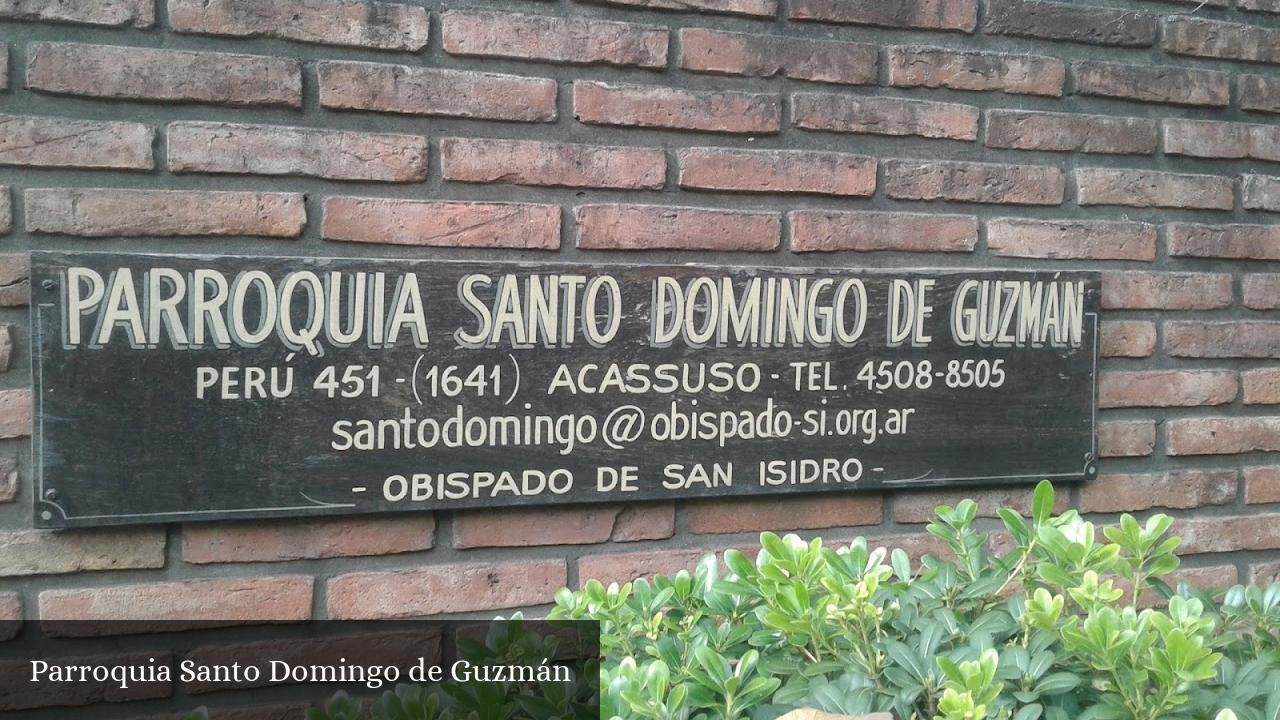 PARROQUIA SANTO DOMINGO DE GUZMÁN
PERÚ 451 - (1641) ACASSUSO - TEL. 4508-8505
santodomingo@obispado-si.org.ar
- OBISPADO DE SAN ISIDRO -
Parroquia Santo Domingo de Guzmán